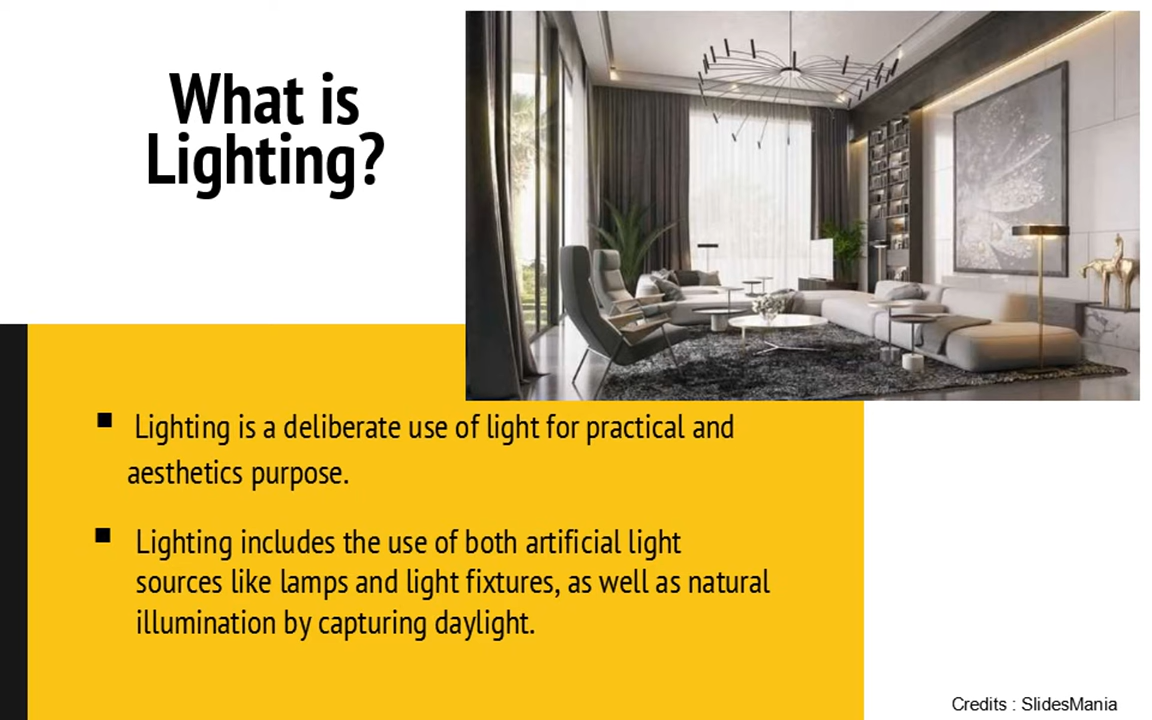 What is
Lighting?
▪ Lighting is a deliberate use of light for practical and
aesthetics purpose.
▪ Lighting includes the use of both artificial light
sources like lamps and light fixtures, as well as natural
illumination by capturing daylight.
Credits : SlidesMania